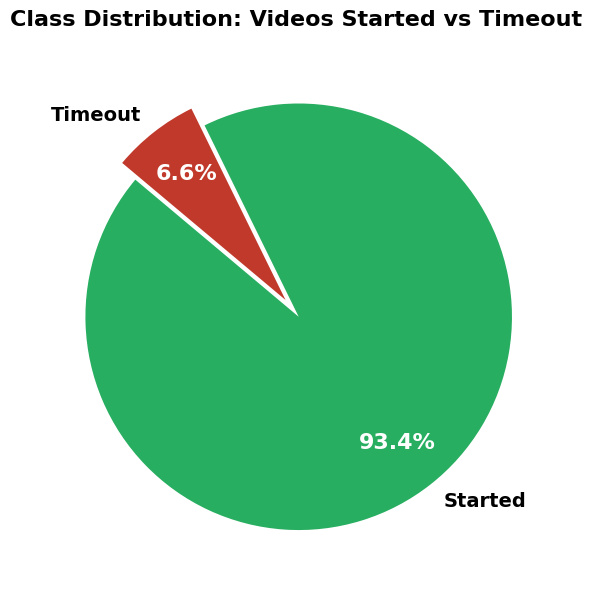 Class Distribution: Videos Started vs Timeout
Timeout
6.6%
93.4%
Started